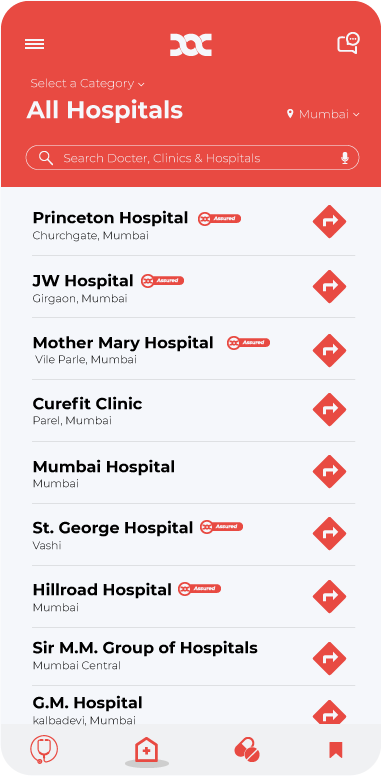 Select a Category
All Hospitals
Mumbai
Search Docter, Clinics & Hospitals
Princeton Hospital Assured
Churchgate, Mumbai
JW Hospital Assured
Girgaon, Mumbai
Mother Mary Hospital Assured
Vile Parle, Mumbai
Curefit Clinic
Parel, Mumbai
Mumbai Hospital
Mumbai
St. George Hospital Assured
Vashi
Hillroad Hospital Assured
Mumbai
Sir M.M. Group of Hospitals
Mumbai Central
G.M. Hospital
kalbadevi, Mumbai